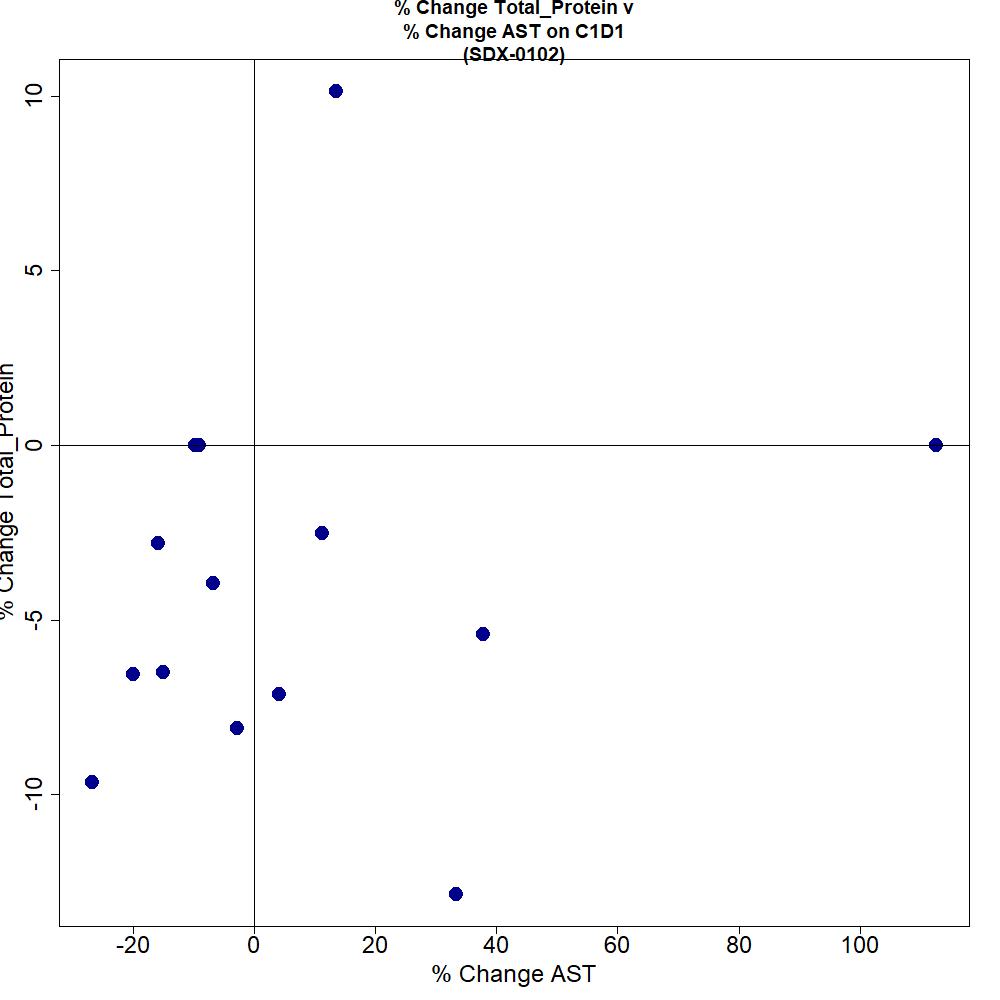 % Change Total_Protein v
% Change AST on C1D1
(SDX-0102)
10
5
0
-5
-10
% Change Total_Protein
-20 0 20 40 60 80 100
% Change AST